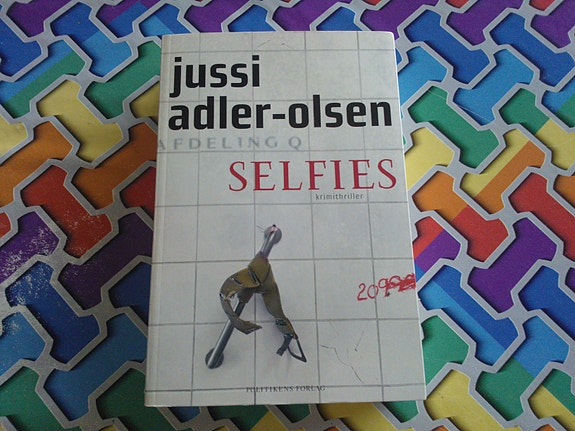 jussi
adler-olsen
AFDELING Q
SELFIES
krimithriller
POLITIKENS FORLAG